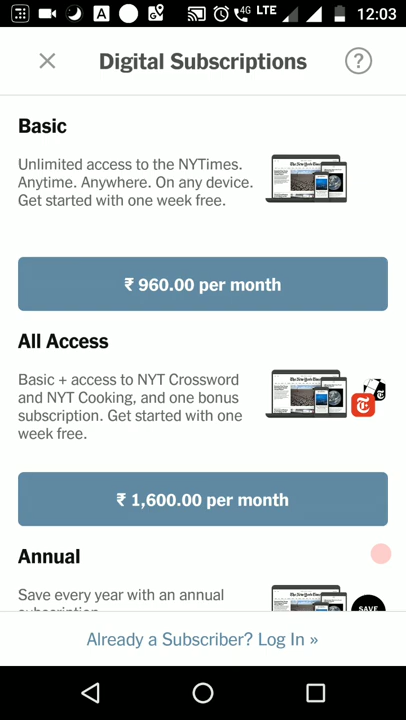 4G LTE 12:03
Digital Subscriptions
?
Basic
Unlimited access to the NYTimes.
Anytime. Anywhere. On any device.
Get started with one week free.
₹ 960.00 per month
All Access
Basic + access to NYT Crossword
and NYT Cooking, and one bonus
subscription. Get started with one
week free.
₹ 1,600.00 per month
Annual
Save every year with an annual
subscription
SAVE
Already a Subscriber? Log In »